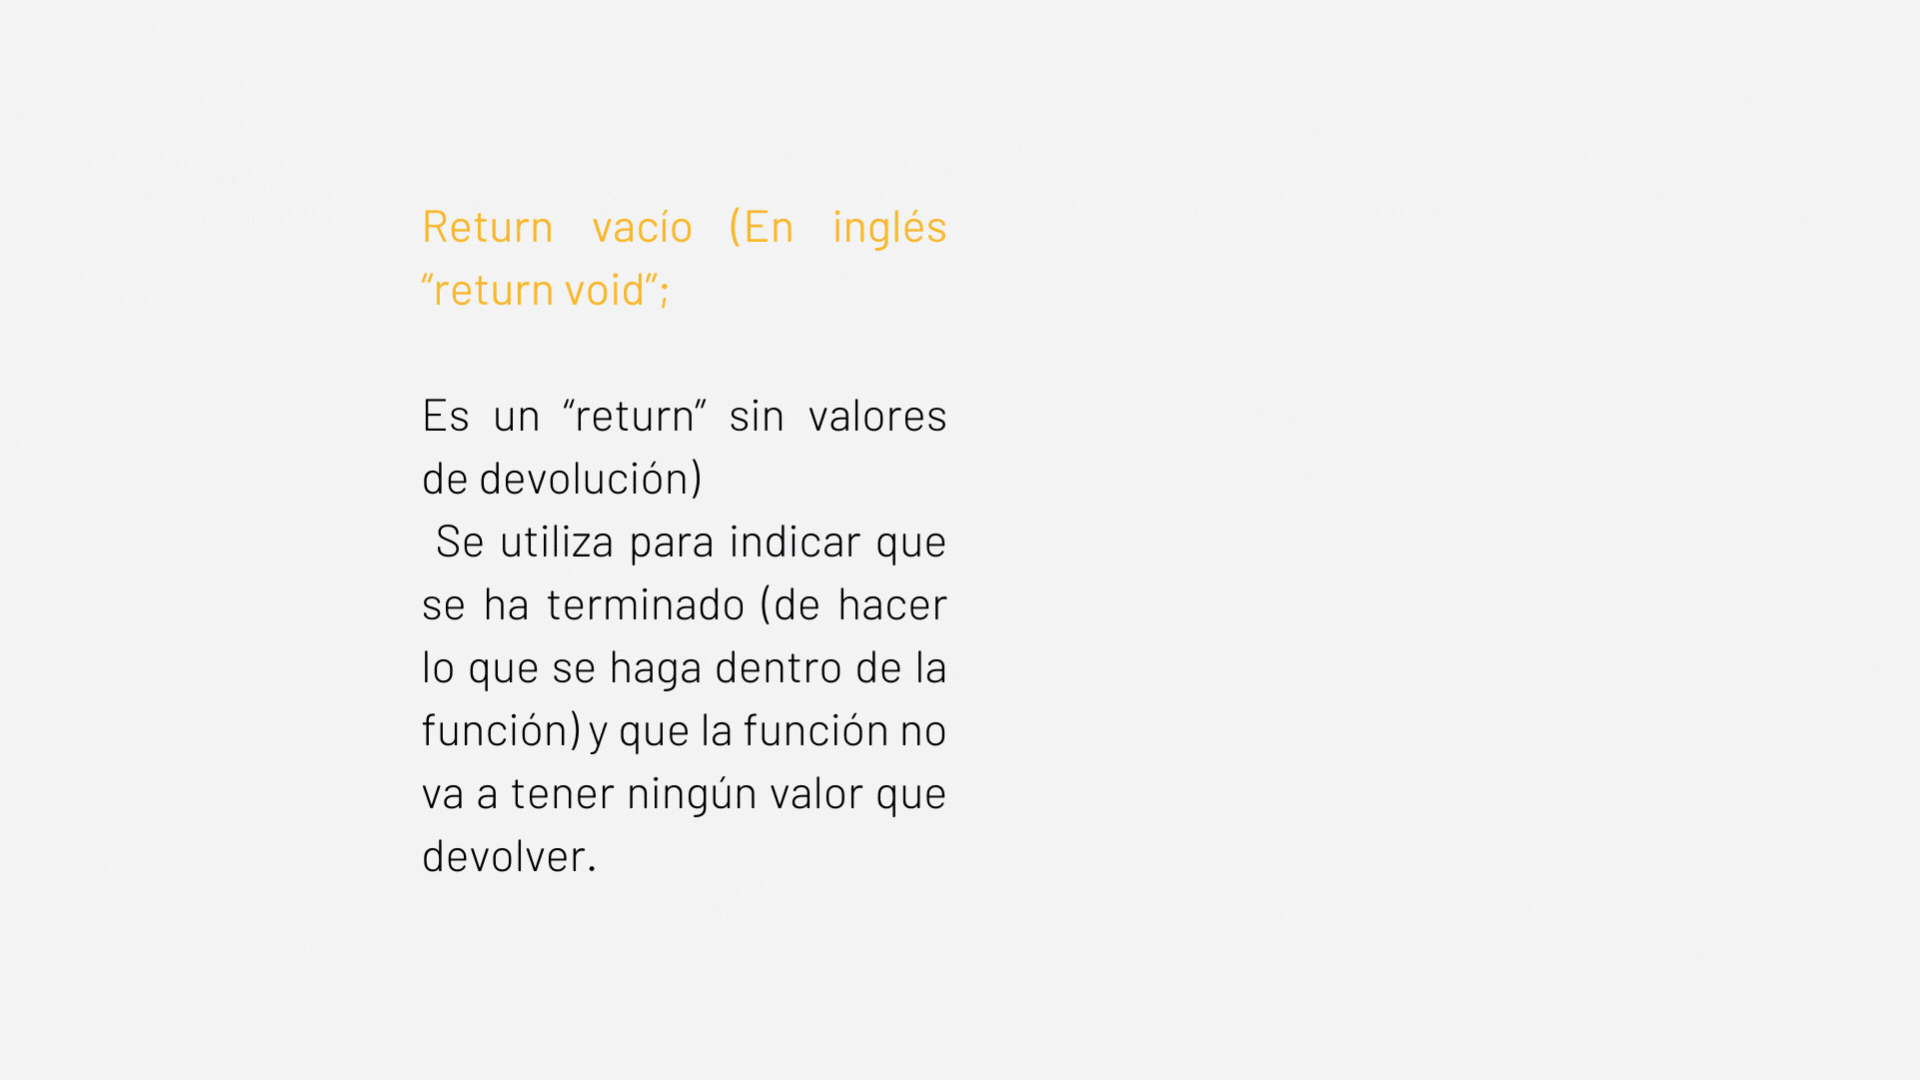 Return vacío (En inglés
“return void”;
Es un “return” sin valores
de devolución)
Se utiliza para indicar que
se ha terminado (de hacer
lo que se haga dentro de la
función) y que la función no
va a tener ningún valor que
devolver.